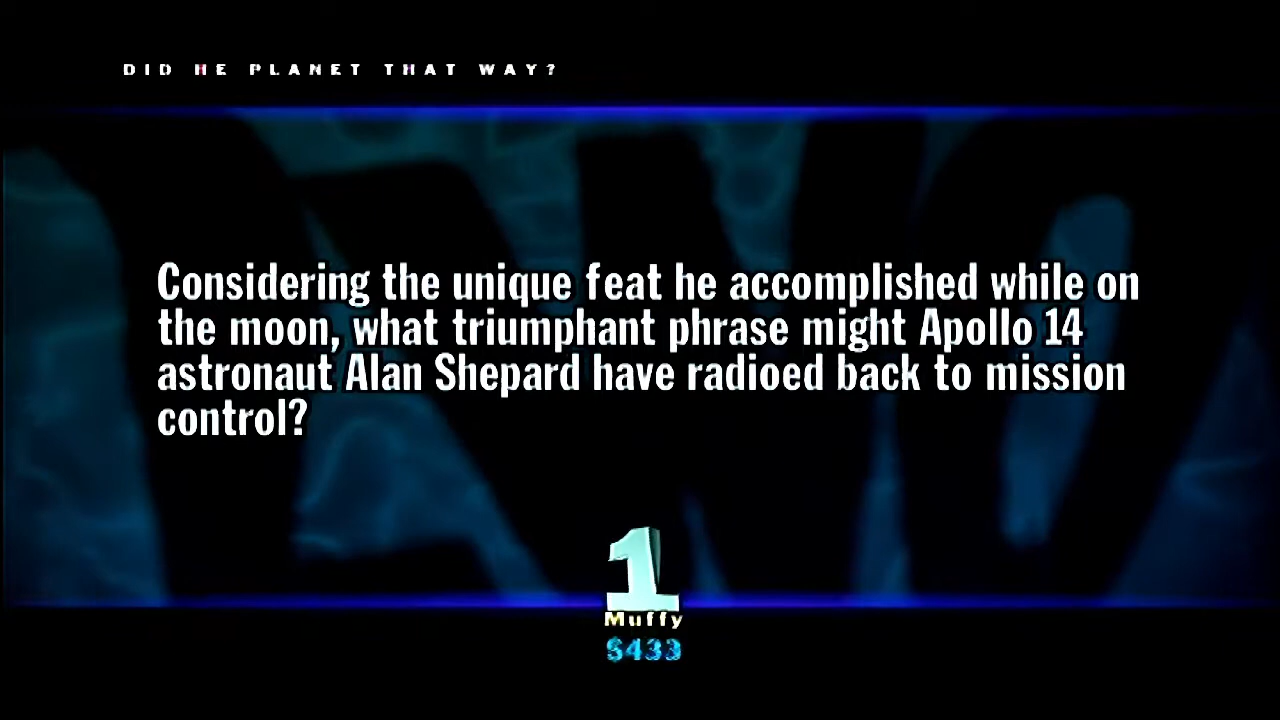 DID HE PLANET THAT WAY?
Considering the unique feat he accomplished while on
the moon, what triumphant phrase might Apollo 14
astronaut Alan Shepard have radioed back to mission
control?
1
Muffy
$433